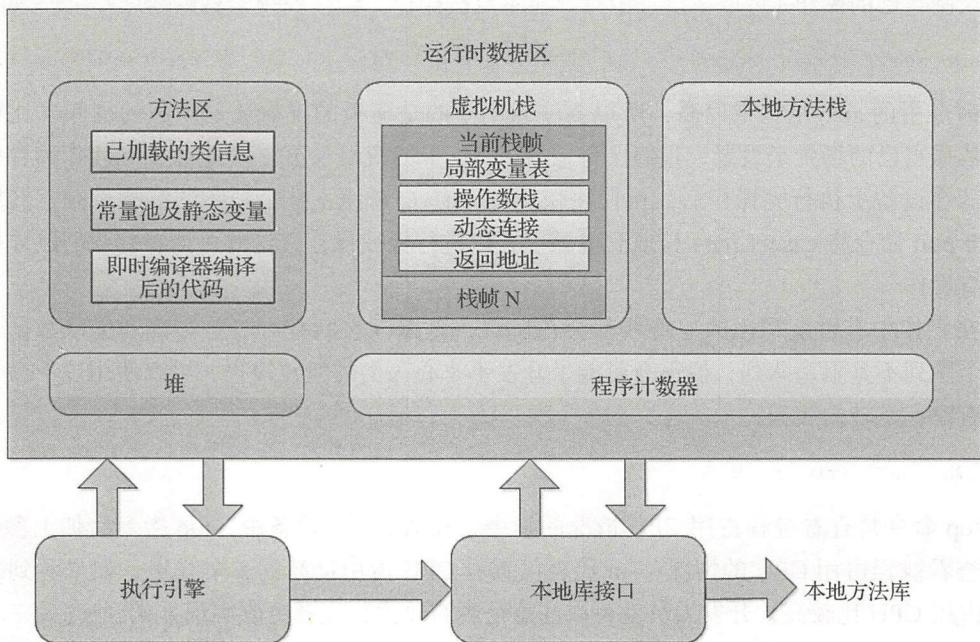 运行时数据区
方法区
已加载的类信息
常量池及静态变量
即时编译器编译
后的代码
虚拟机栈
当前栈帧
局部变量表
操作数栈
动态连接
返回地址
栈帧 N
本地方法栈
堆
程序计数器
执行引擎
本地库接口
本地方法库